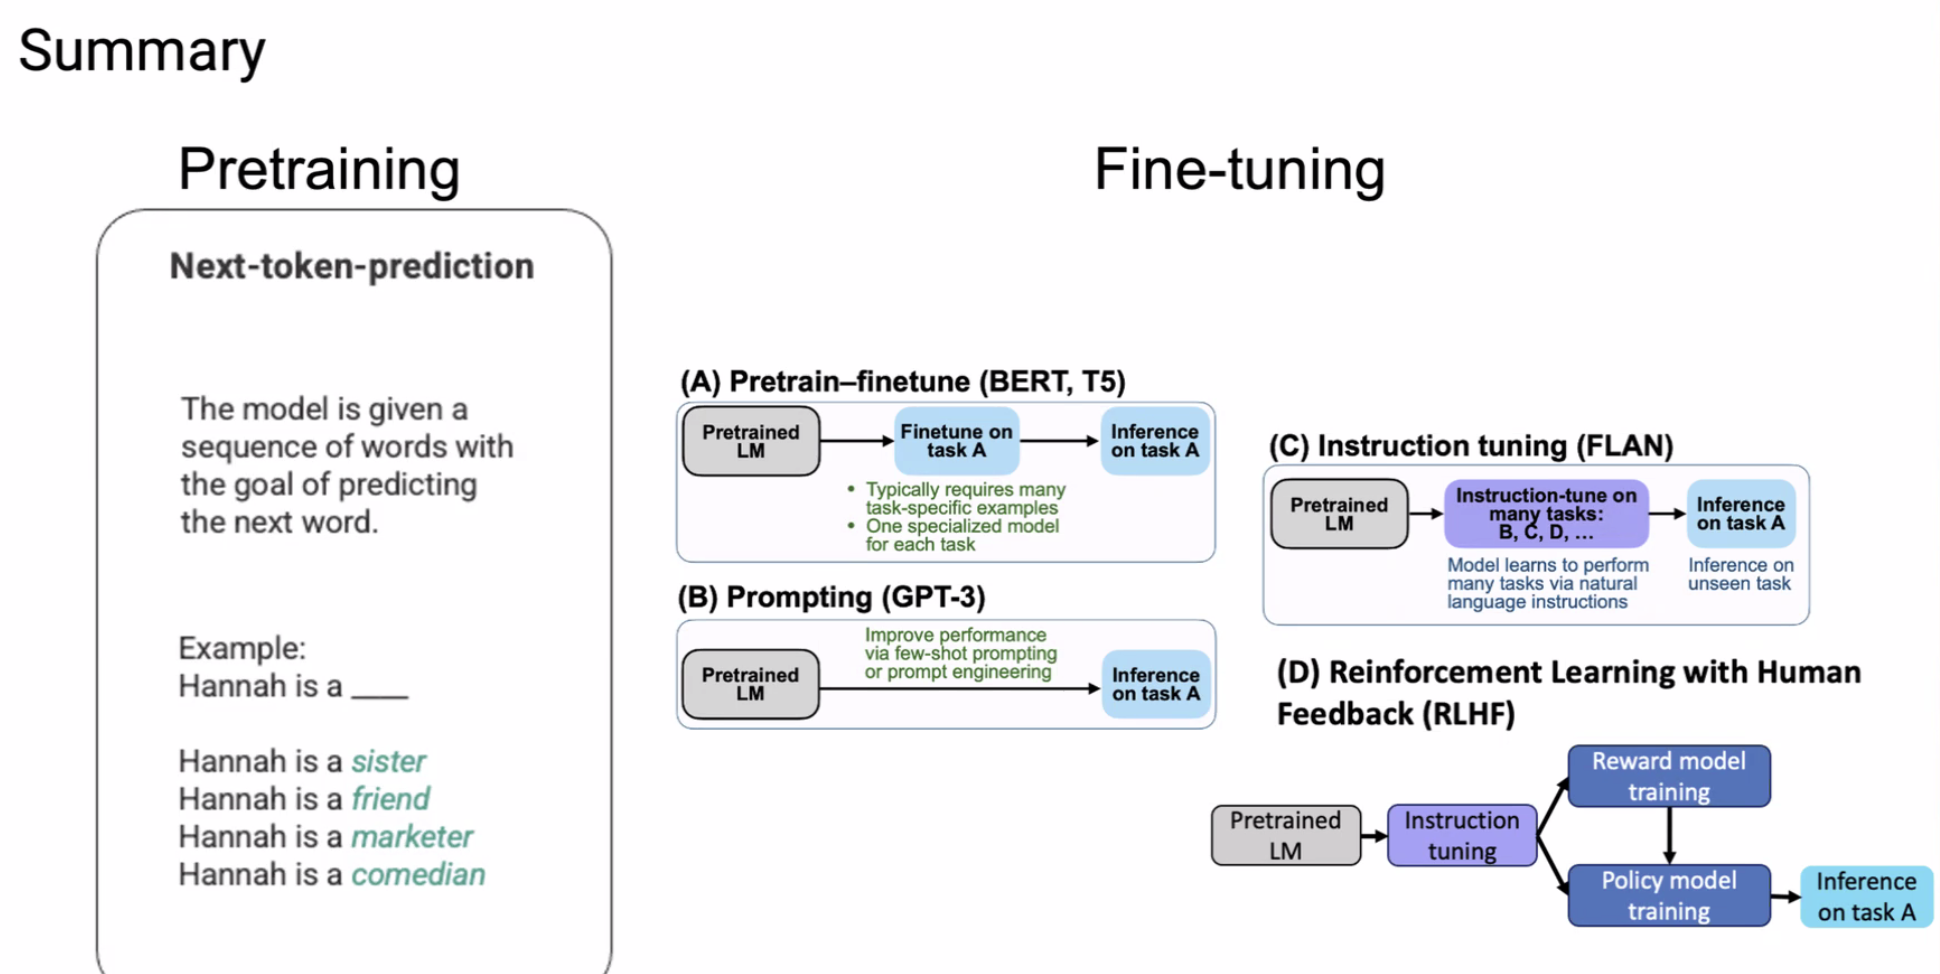 Summary
Pretraining
Next-token-prediction
The model is given a
sequence of words with
the goal of predicting
the next word.
Example:
Hannah is a ____
Hannah is a sister
Hannah is a friend
Hannah is a marketer
Hannah is a comedian
Fine-tuning
(A) Pretrain–finetune (BERT, T5)
Pretrained
LM
Finetune on
task A
Inference
on task A
• Typically requires many
task-specific examples
• One specialized model
for each task
(B) Prompting (GPT-3)
Pretrained
LM
Improve performance
via few-shot prompting
or prompt engineering
Inference
on task A
(C) Instruction tuning (FLAN)
Pretrained
LM
Instruction-tune on
many tasks:
B, C, D, ...
Inference
on task A
Model learns to perform
many tasks via natural
language instructions
Inference on
unseen task
(D) Reinforcement Learning with Human
Feedback (RLHF)
Pretrained
LM
Instruction
tuning
Reward model
training
Policy model
training
Inference
on task A